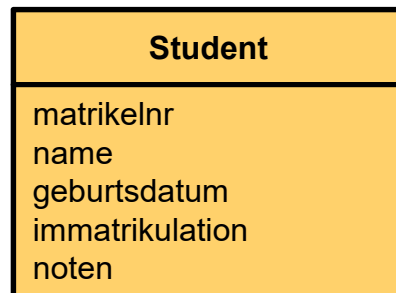 Student
matrikelnr
name
geburtsdatum
immatrikulation
noten